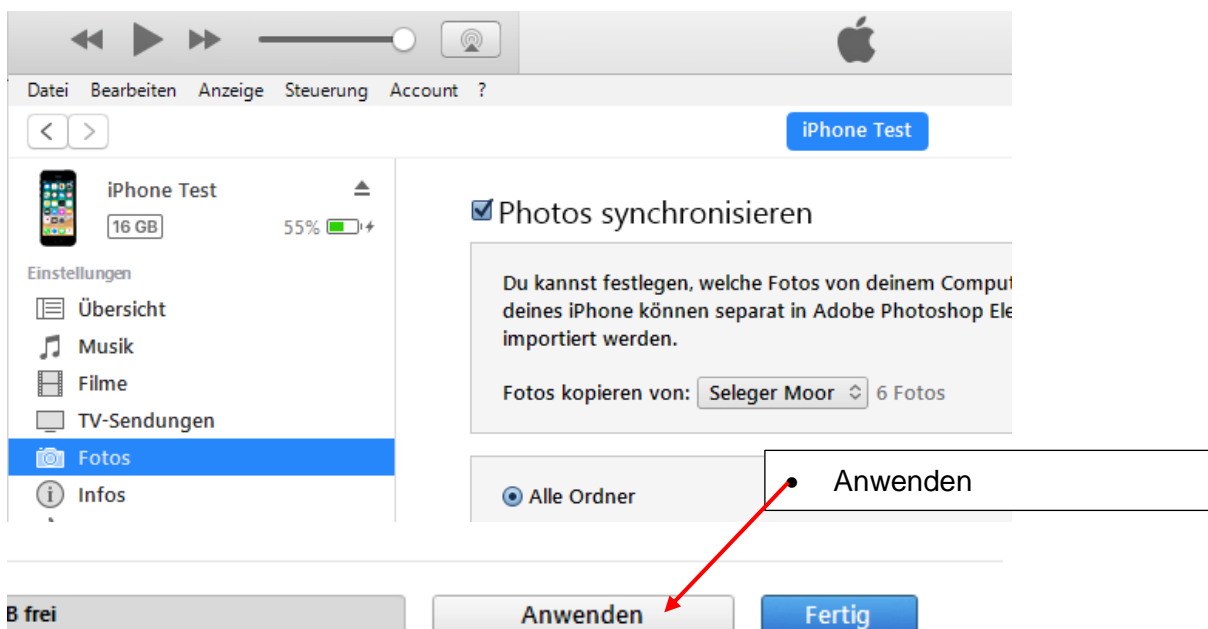 Datei Bearbeiten Anzeige Steuerung Account ?
iPhone Test
iPhone Test
16 GB
55%
Einstellungen
Übersicht
Musik
Filme
TV-Sendungen
Fotos
Infos
Photos synchronisieren
Du kannst festlegen, welche Fotos von deinem Comput
deines iPhone können separat in Adobe Photoshop Ele
importiert werden.
Fotos kopieren von: Seleger Moor 6 Fotos
Alle Ordner
• Anwenden
B frei
Anwenden
Fertig